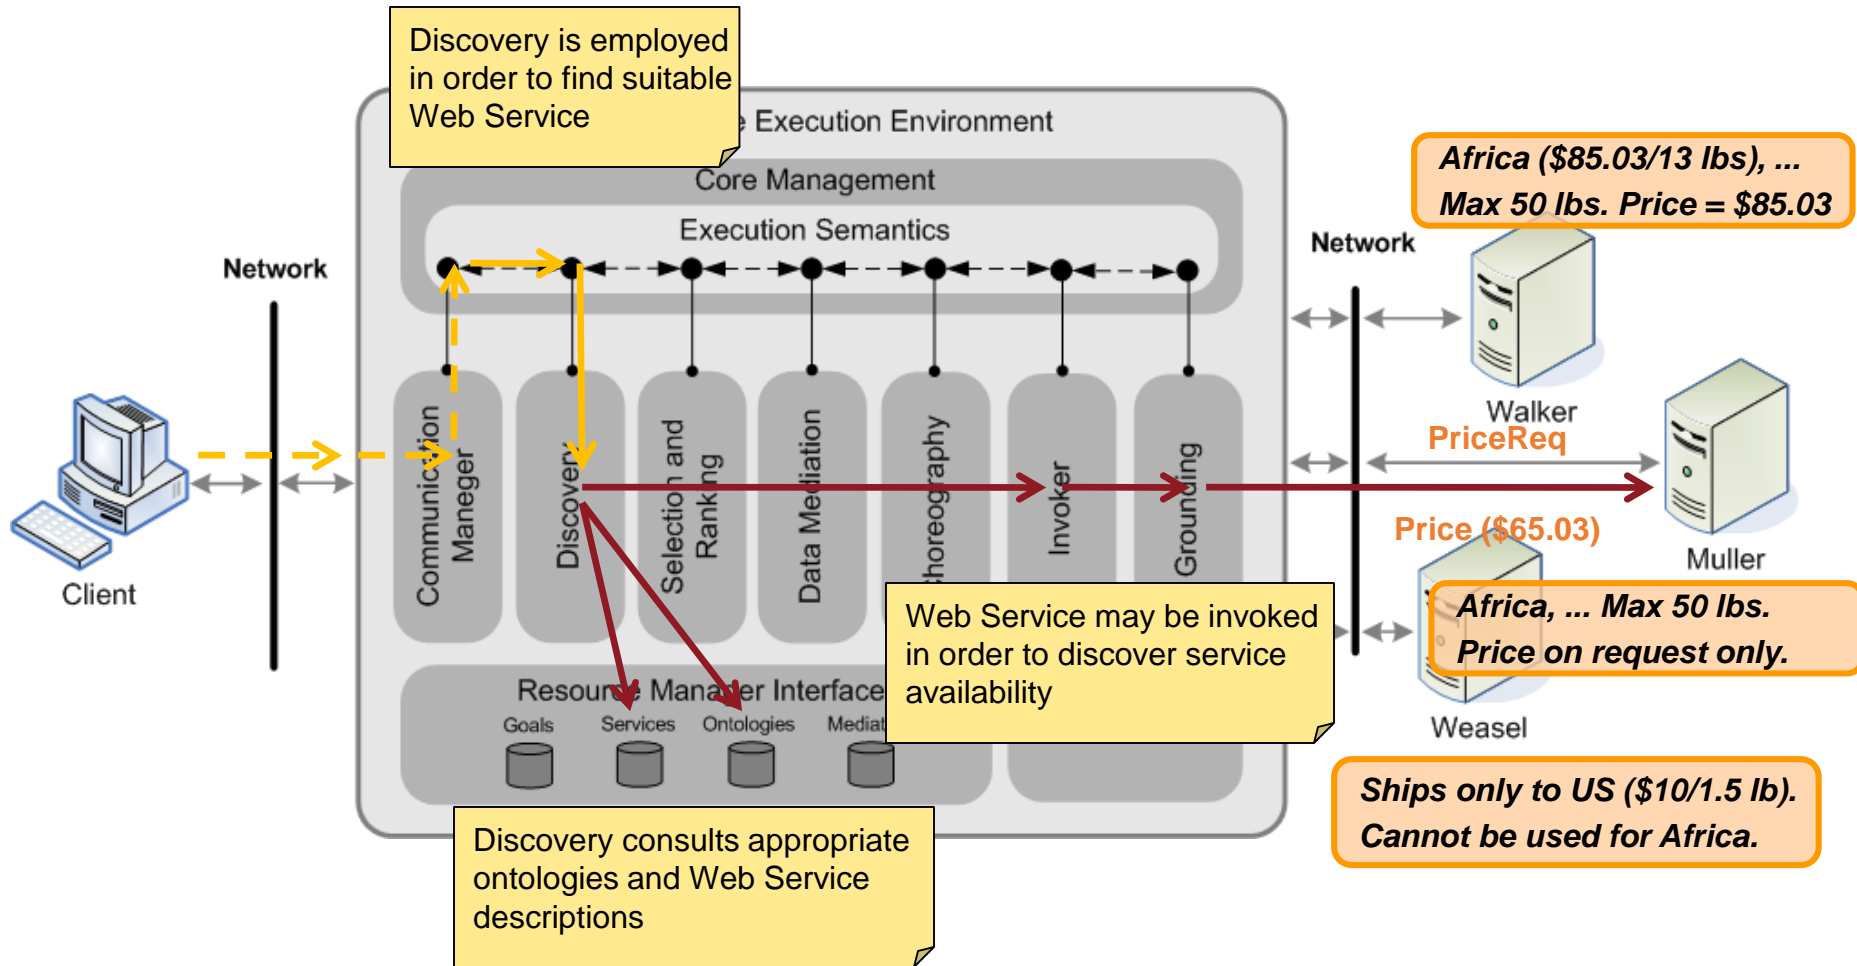 Discovery is employed
in order to find suitable
Web Service
Execution Environment
Core Management
Execution Semantics
Network
Network
Africa ($85.03/13 lbs), ...
Max 50 lbs. Price = $85.03
Walker
PriceReq
Price ($65.03)
Muller
Africa, ... Max 50 lbs.
Price on request only.
Weasel
Ships only to US ($10/1.5 lb).
Cannot be used for Africa.
Client
Communication
Maneger
Discovery
Selection and
Ranking
Data Mediation
horeography
Invoker
Grounding
Web Service may be invoked
in order to discover service
availability
Resource Manager Interface
Goals
Services
Ontologies
Mediat
Discovery consults appropriate
ontologies and Web Service
descriptions